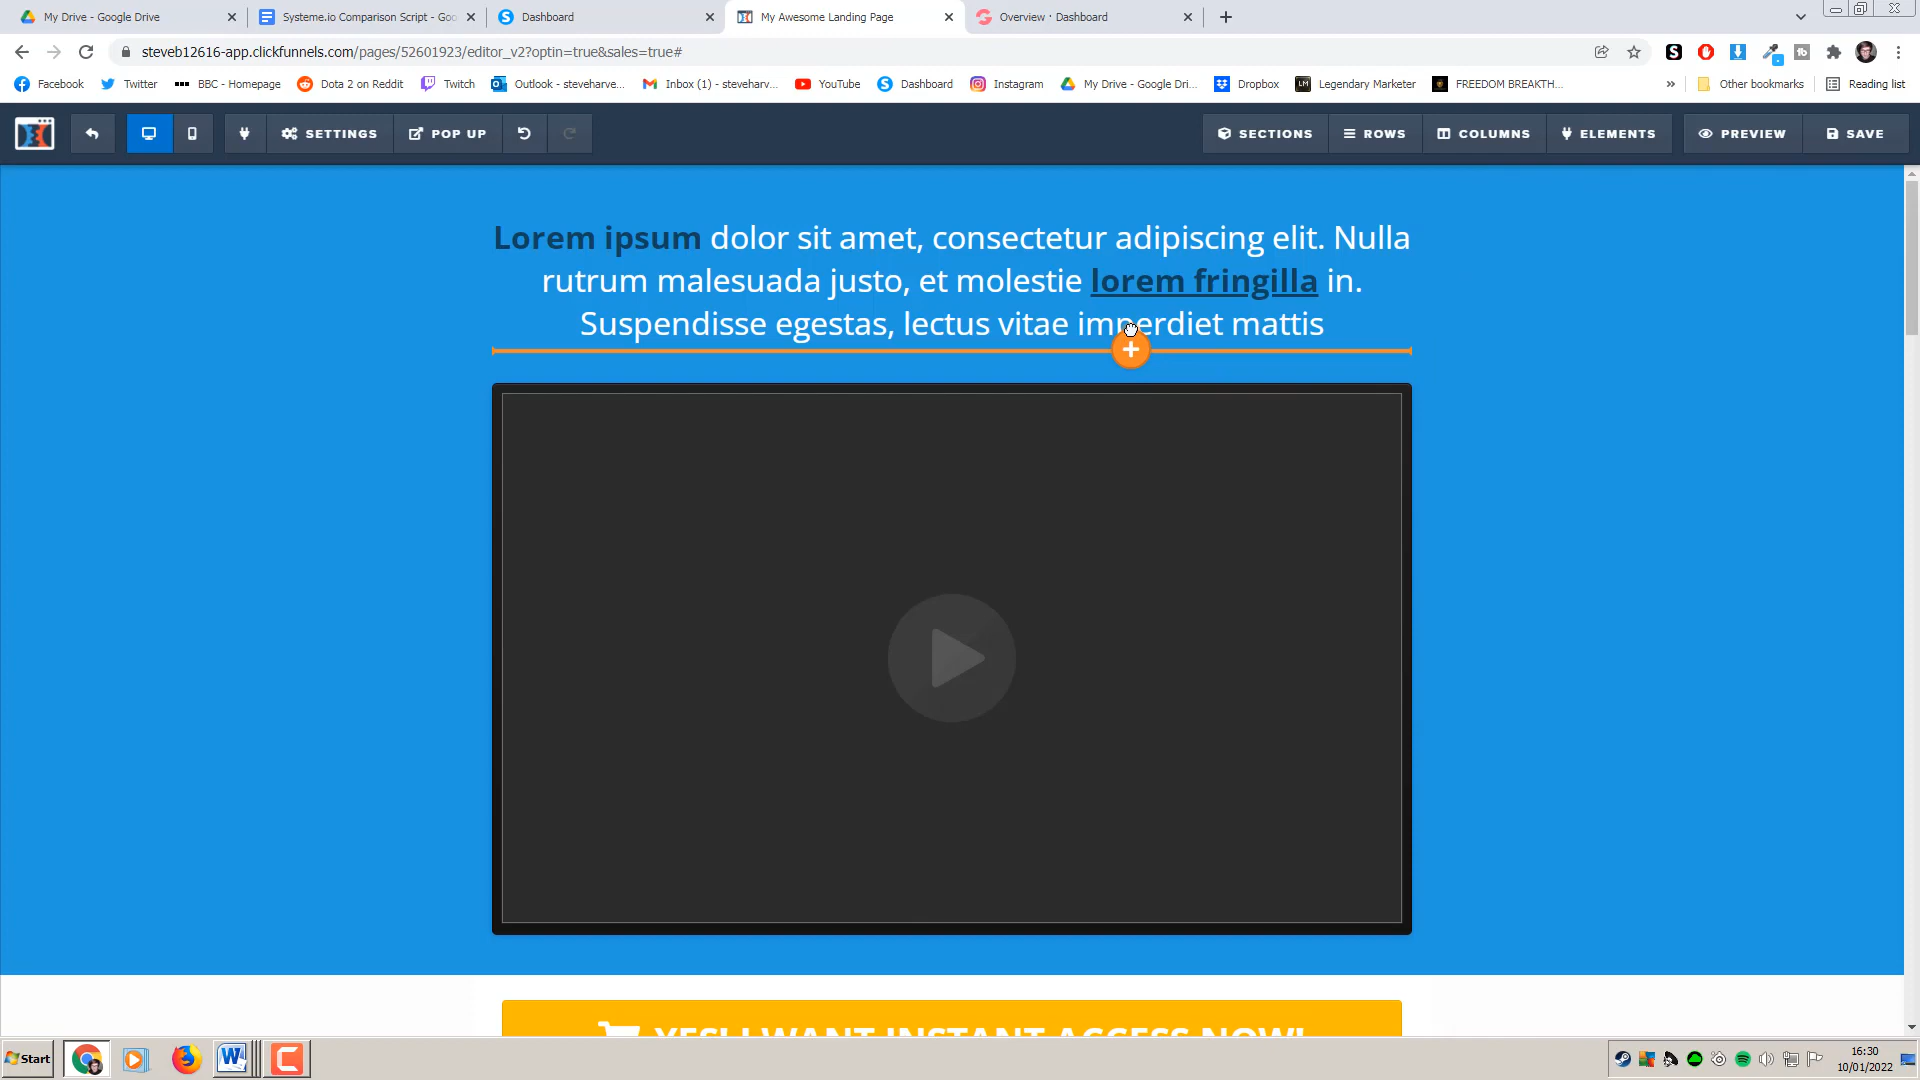 My Drive - Google Drive
Systeme.io Comparison Script - Goo
Dashboard
My Awesome Landing Page
Overview · Dashboard
steveb12616-app.clickfunnels.com/pages/52601923/editor_v2?optin=true&sales=true#
Facebook
Twitter
BBC - Homepage
Dota 2 on Reddit
Twitch
Outlook - steveharve...
Inbox (1) - steveharv...
YouTube
Dashboard
Instagram
My Drive - Google Dri...
Dropbox
Legendary Marketer
FREEDOM BREAKTH...
Other bookmarks
Reading list
SETTINGS
POP UP
SECTIONS
ROWS
COLUMNS
ELEMENTS
PREVIEW
SAVE
Lorem ipsum dolor sit amet, consectetur adipiscing elit. Nulla
rutrum malesuada justo, et molestie lorem fringilla in.
Suspendisse egestas, lectus vitae imperdiet mattis
YES! I WANT INSTANT ACCESS NOW!
Start
16:30
10/01/2022